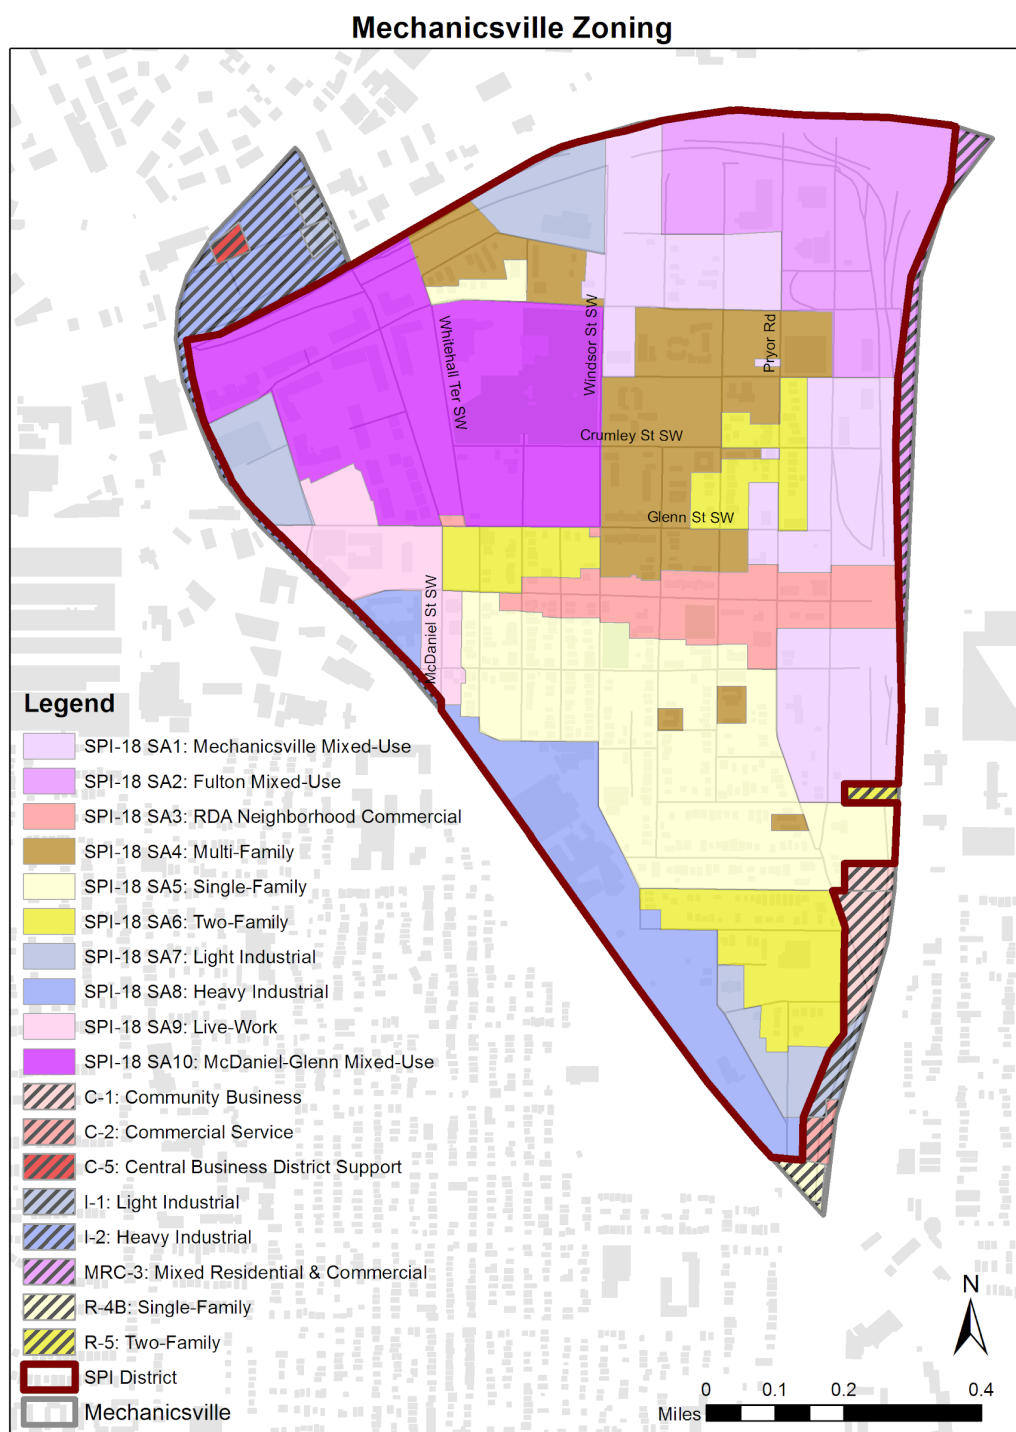 Mechanicsville Zoning
Whitehall Ter SW
Windsor St SW
Pryor Rd
Crumley St SW
Glenn St SW
McDaniel St SW
Legend
SPI-18 SA1: Mechanicsville Mixed-Use
SPI-18 SA2: Fulton Mixed-Use
SPI-18 SA3: RDA Neighborhood Commercial
SPI-18 SA4: Multi-Family
SPI-18 SA5: Single-Family
SPI-18 SA6: Two-Family
SPI-18 SA7: Light Industrial
SPI-18 SA8: Heavy Industrial
SPI-18 SA9: Live-Work
SPI-18 SA10: McDaniel-Glenn Mixed-Use
C-1: Community Business
C-2: Commercial Service
C-5: Central Business District Support
I-1: Light Industrial
I-2: Heavy Industrial
MRC-3: Mixed Residential & Commercial
R-4B: Single-Family
R-5: Two-Family
SPI District
Mechanicsville
N
0 0.1 0.2 0.4
Miles